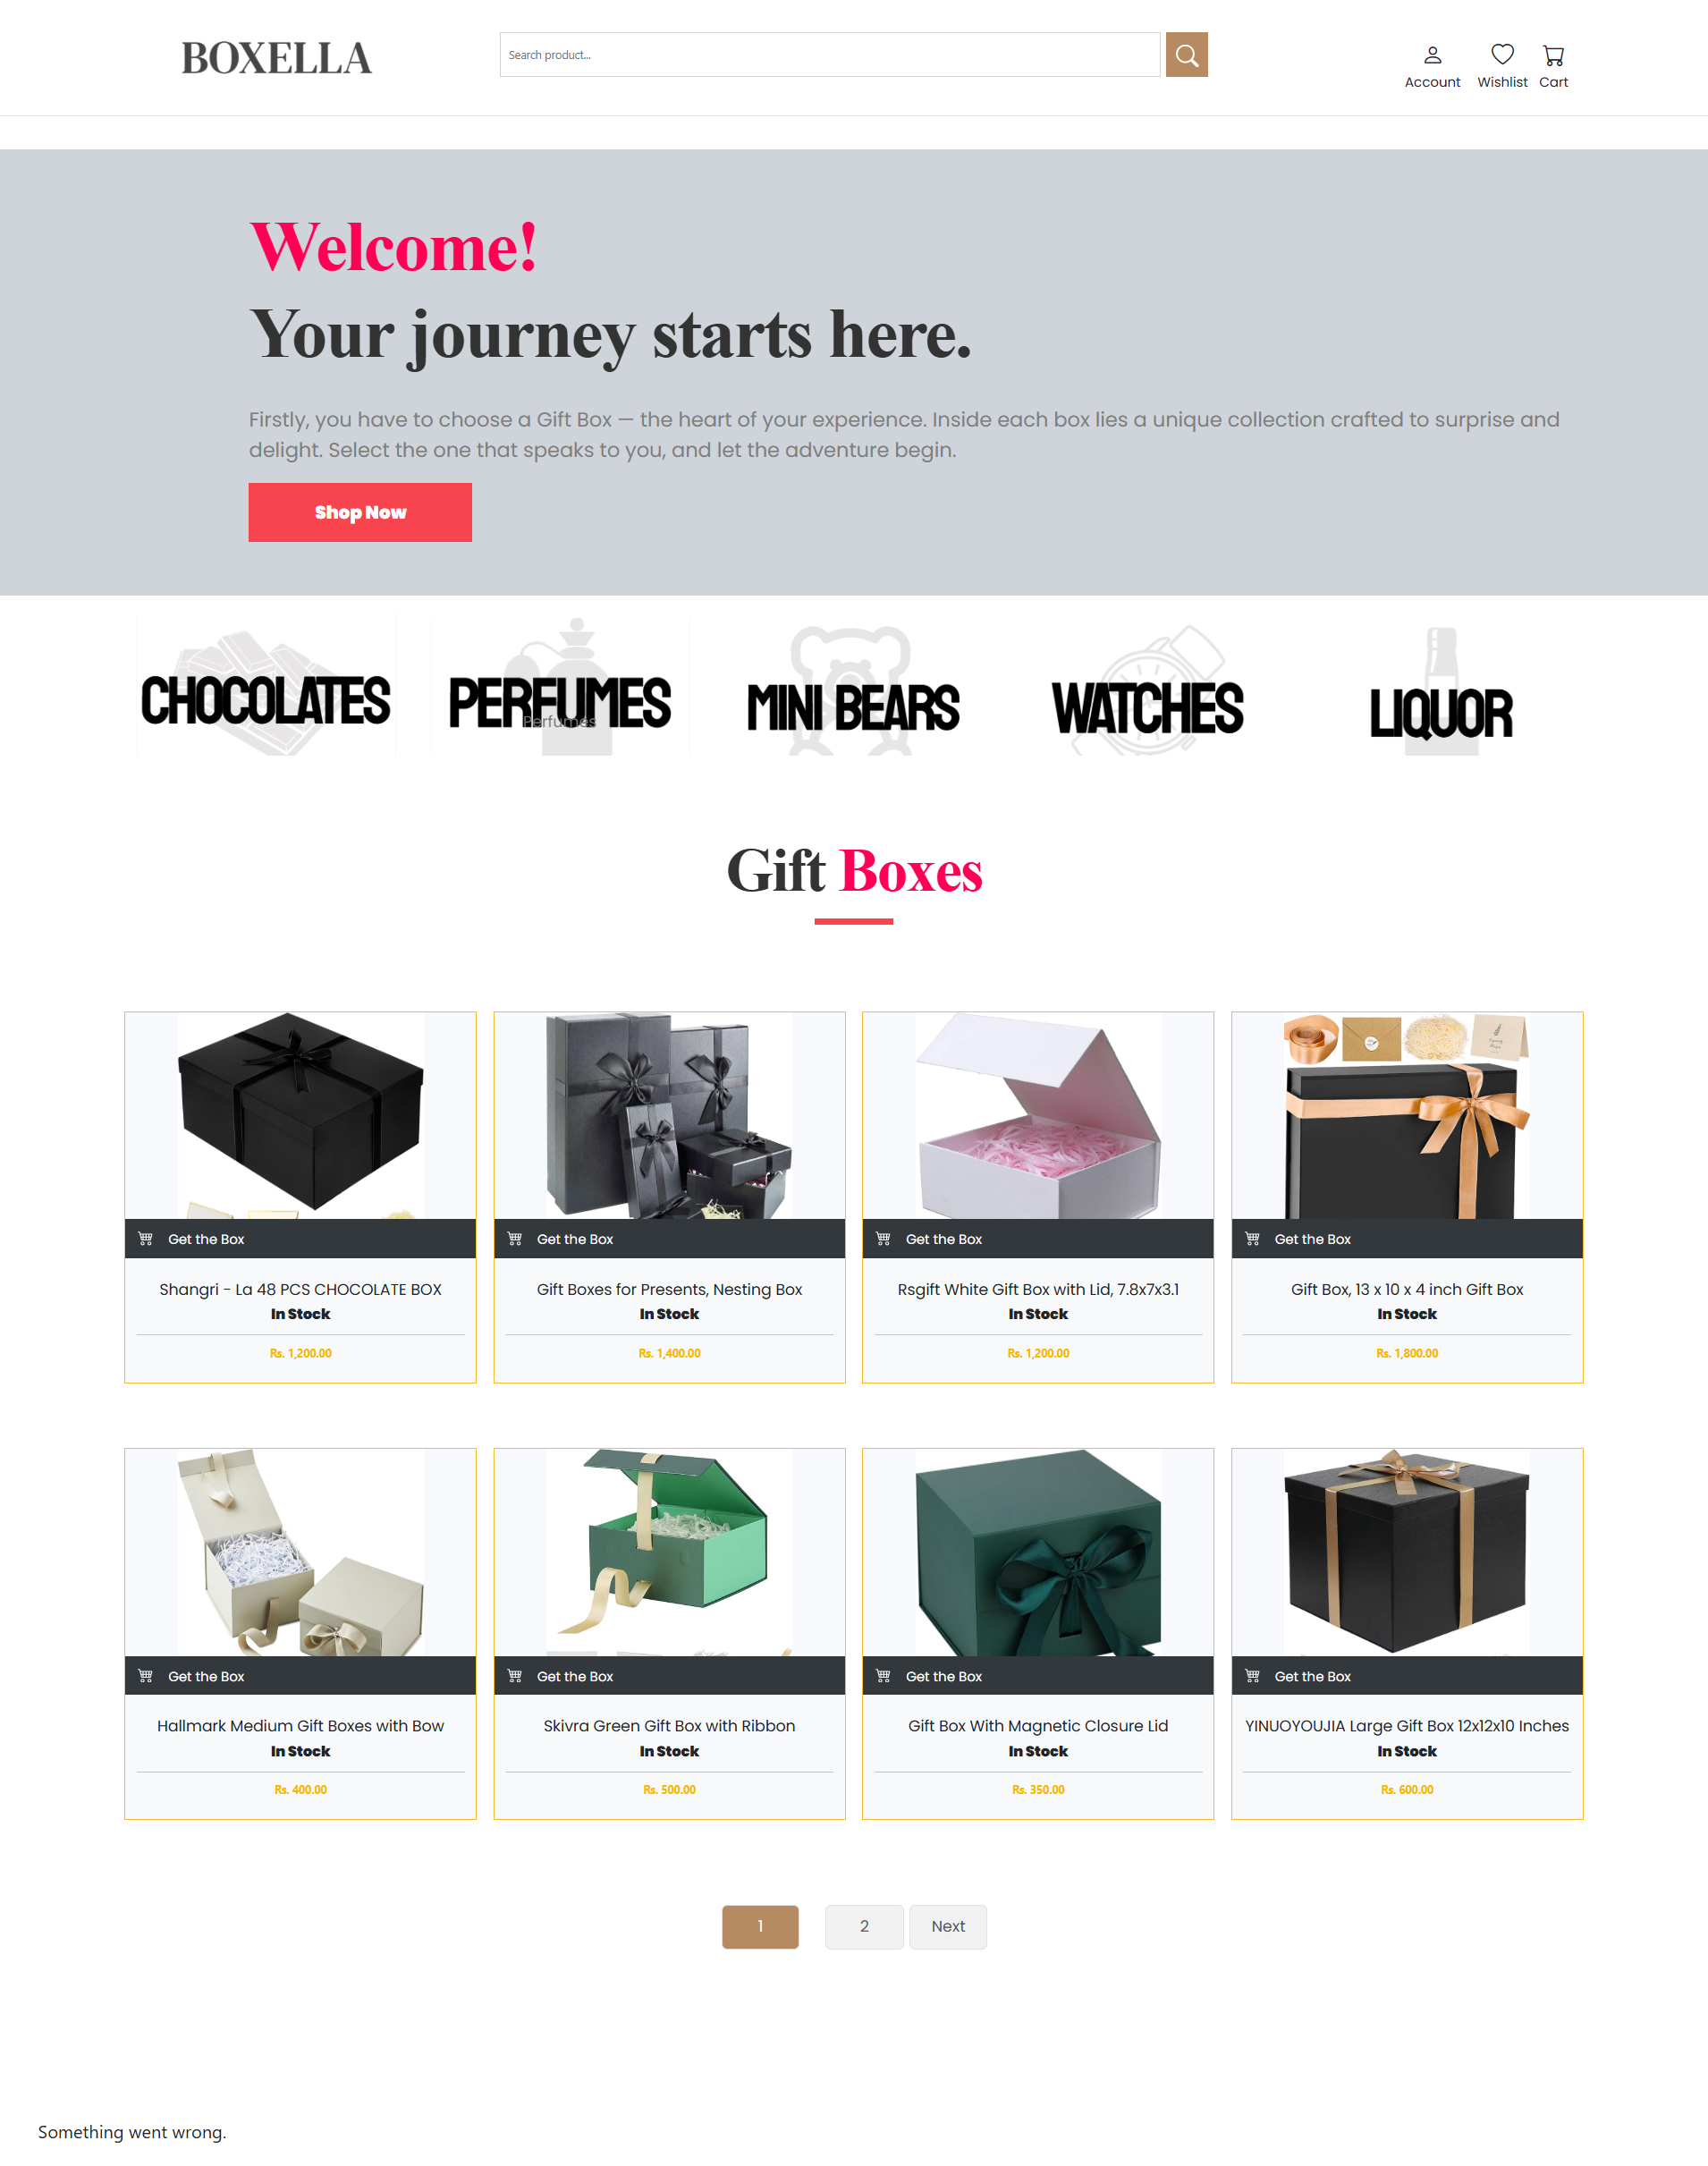 BOXELLA
Search product...
Account Wishlist Cart
Welcome!
Your journey starts here.
Firstly, you have to choose a Gift Box — the heart of your experience. Inside each box lies a unique collection crafted to surprise and
delight. Select the one that speaks to you, and let the adventure begin.
Shop Now
CHOCOLATES
PERFUMES
Perfumes
MINI BEARS
WATCHES
LIQUOR
Gift Boxes
Get the Box
Shangri - La 48 PCS CHOCOLATE BOX
In Stock
Rs. 1,200.00
Get the Box
Gift Boxes for Presents, Nesting Box
In Stock
Rs. 1,400.00
Get the Box
Rsgift White Gift Box with Lid, 7.8x7x3.1
In Stock
Rs. 1,200.00
Get the Box
Gift Box, 13 x 10 x 4 inch Gift Box
In Stock
Rs. 1,800.00
Get the Box
Hallmark Medium Gift Boxes with Bow
In Stock
Rs. 400.00
Get the Box
Skivra Green Gift Box with Ribbon
In Stock
Rs. 500.00
Get the Box
Gift Box With Magnetic Closure Lid
In Stock
Rs. 350.00
Get the Box
YINUOYOUJIA Large Gift Box 12x12x10 Inches
In Stock
Rs. 600.00
1 2 Next
Something went wrong.